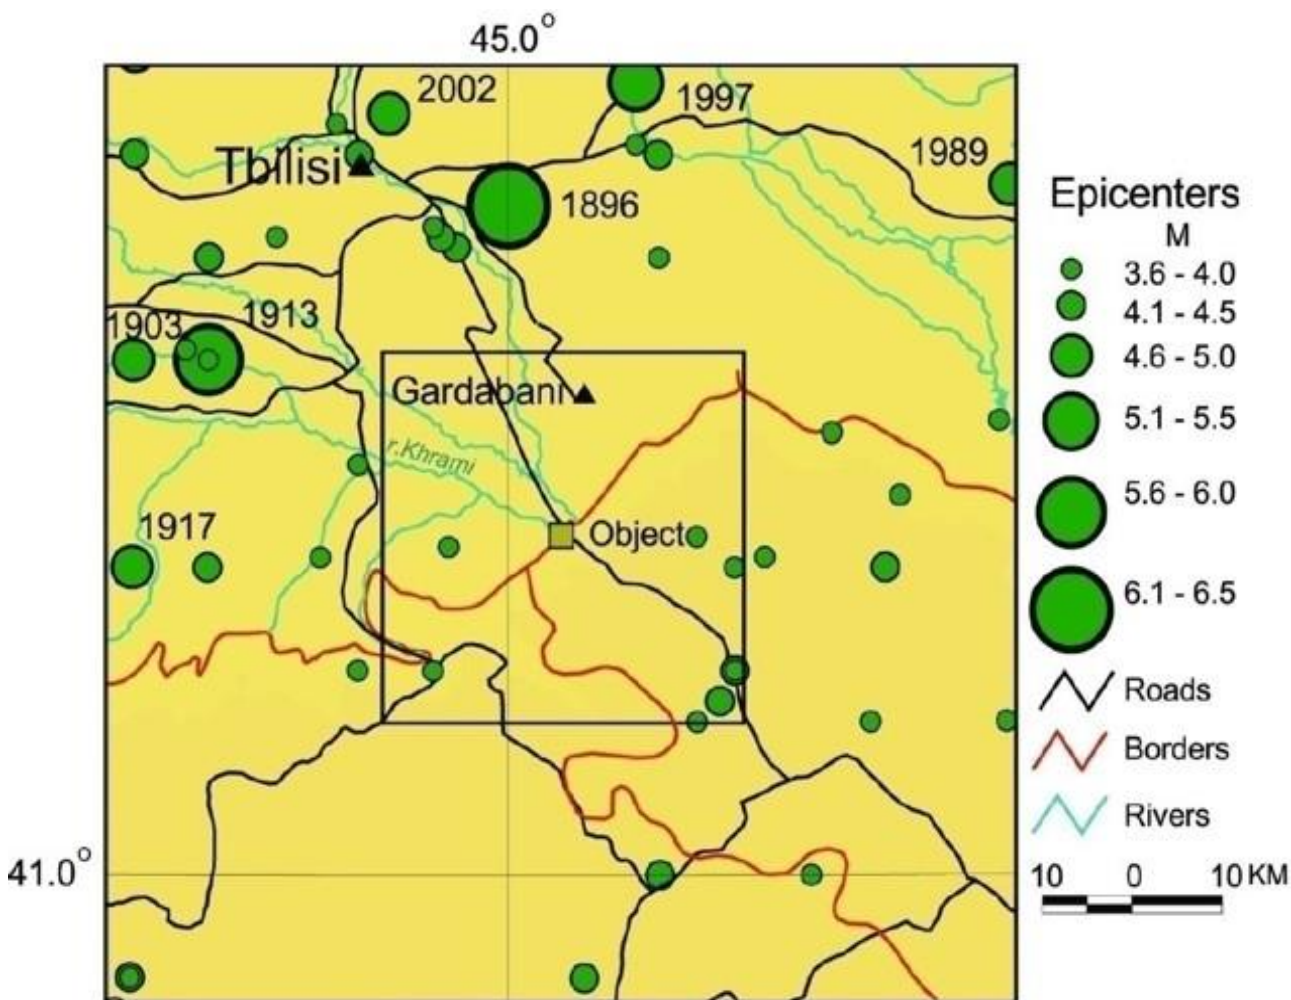 45.0°
2002
1997
1989
Tbilisi
1896
1903
1913
Gardabani
r.Khrami
1917
Object
41.0°
Epicenters
M
3.6 - 4.0
4.1 - 4.5
4.6 - 5.0
5.1 - 5.5
5.6 - 6.0
6.1 - 6.5
Roads
Borders
Rivers
10 0 10 KM